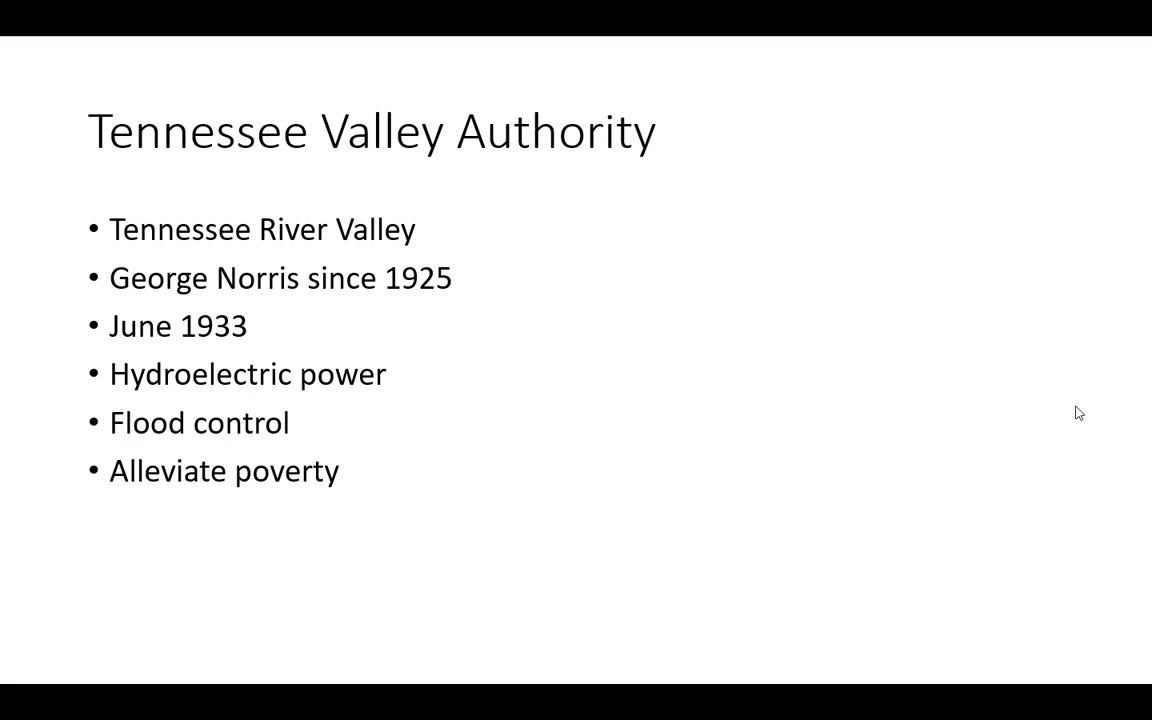 Tennessee Valley Authority
• Tennessee River Valley
• George Norris since 1925
• June 1933
• Hydroelectric power
• Flood control
• Alleviate poverty